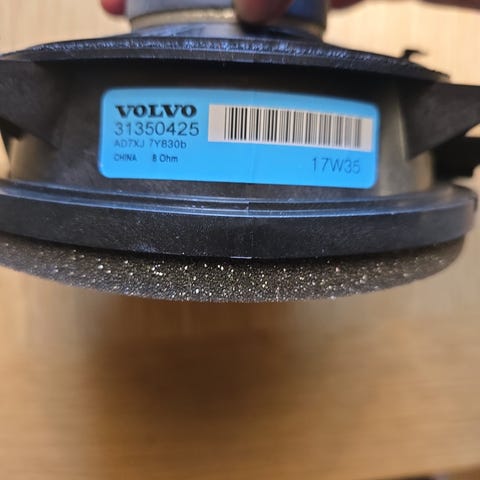 VOLVO
31350425
AD7XJ 7Y830b
CHINA 8 Ohm
17W35